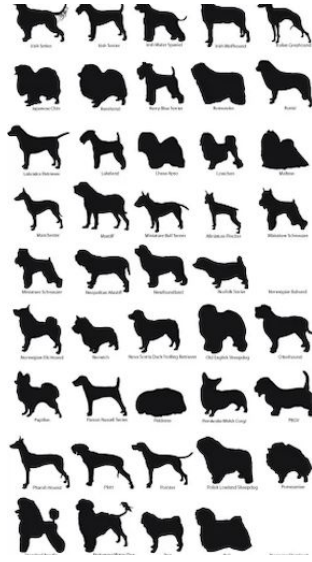 Irish Setter Irish Terrier Irish Water Spaniel Irish Wolfhound Italian Greyhound
Japanese Chin Keeshond Kerry Blue Terrier Komondor Kuvasz
Labrador Retriever Lakeland Lhasa Apso Lowchen Maltese
Manchester Mastiff Miniature Bull Terrier Miniature Pinscher Miniature Schnauzer
Miniature Schnauzer Neapolitan Mastiff Newfoundland Norfolk Terrier Norwegian Buhund
Norwegian Elk Hound Norwich Nova Scotia Duck Tolling Retriever Old English Sheepdog Otterhound
Papillon Parson Russell Terrier Pekinese Pembroke Welsh Corgi PBGV
Pharaoh Hound Plott Pointer Polish Lowland Sheepdog Pomeranian